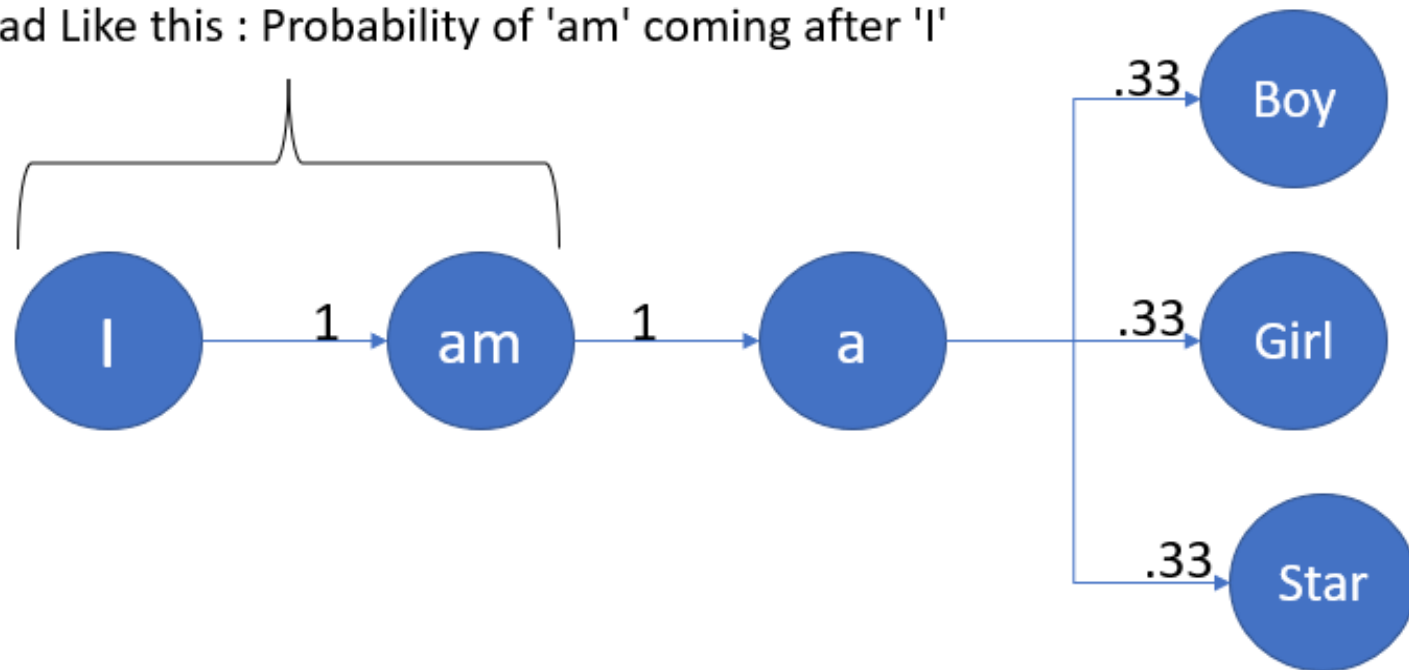 ad Like this : Probability of 'am' coming after 'I'
.33
Boy
I
1
am
1
a
.33
Girl
.33
Star